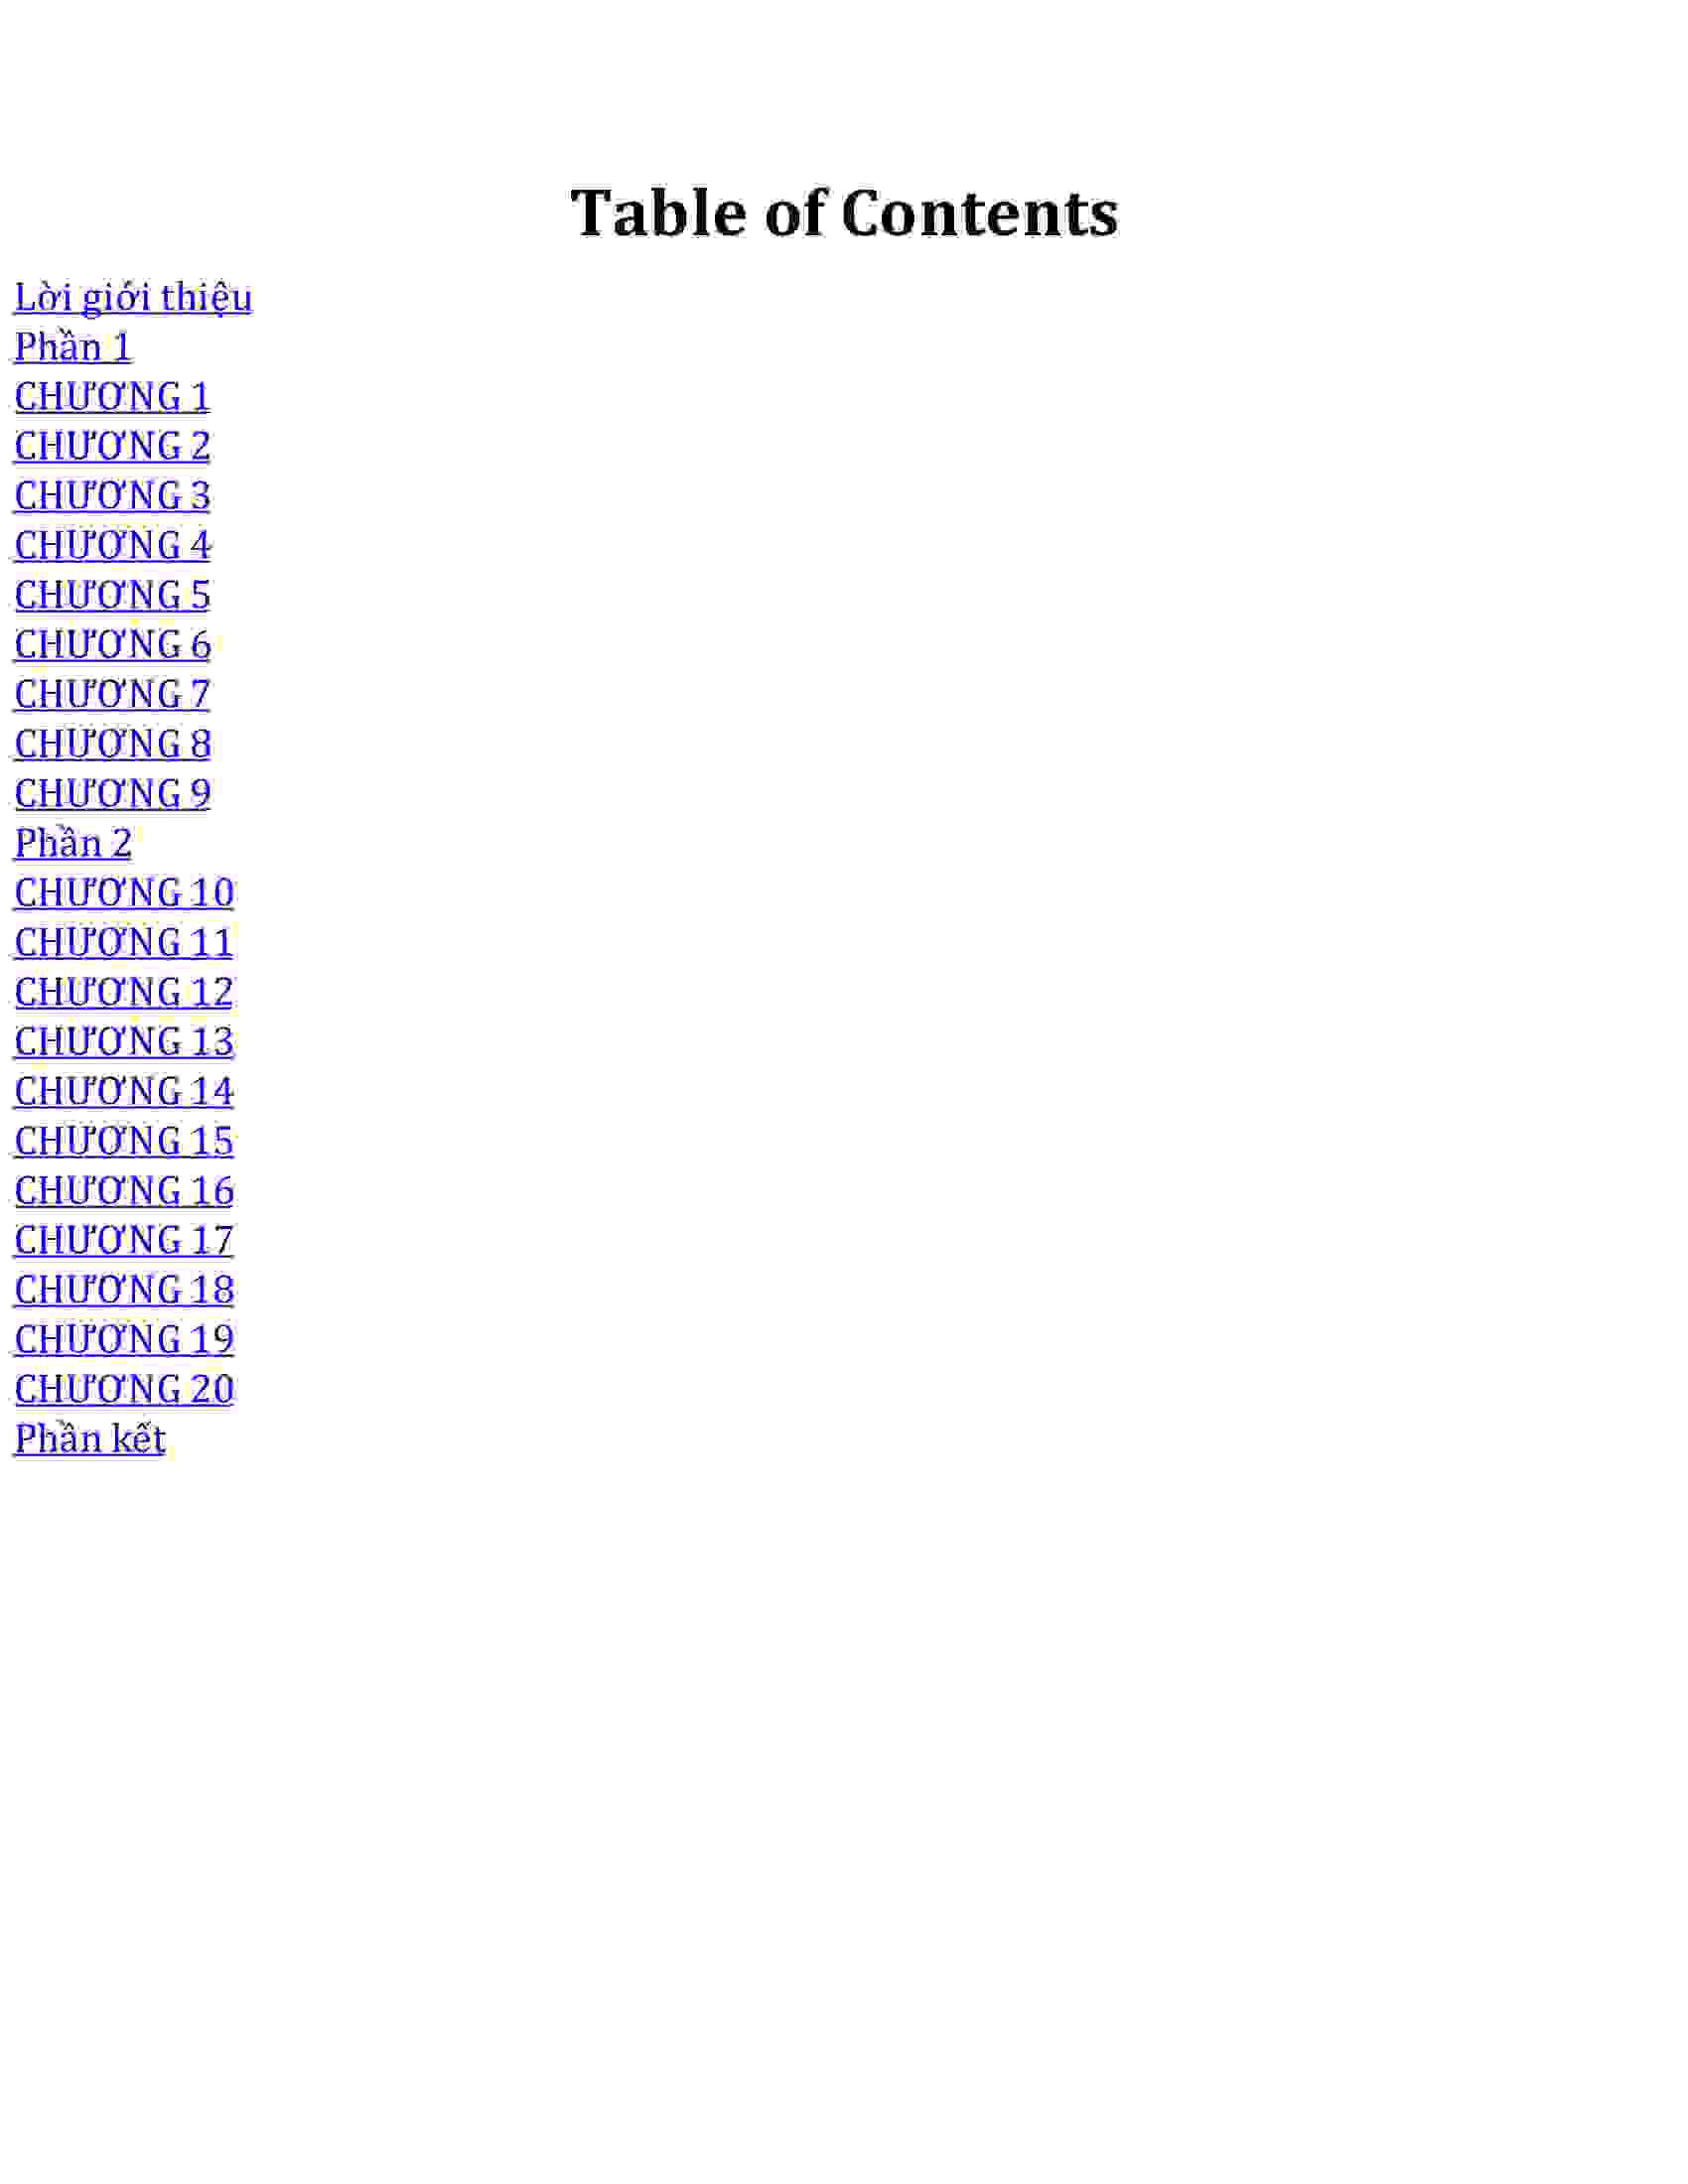 Table of Contents
Lời giới thiệu
Phần 1
CHƯƠNG 1
CHƯƠNG 2
CHƯƠNG 3
CHƯƠNG 4
CHƯƠNG 5
CHƯƠNG 6
CHƯƠNG 7
CHƯƠNG 8
CHƯƠNG 9
Phần 2
CHƯƠNG 10
CHƯƠNG 11
CHƯƠNG 12
CHƯƠNG 13
CHƯƠNG 14
CHƯƠNG 15
CHƯƠNG 16
CHƯƠNG 17
CHƯƠNG 18
CHƯƠNG 19
CHƯƠNG 20
Phần kết